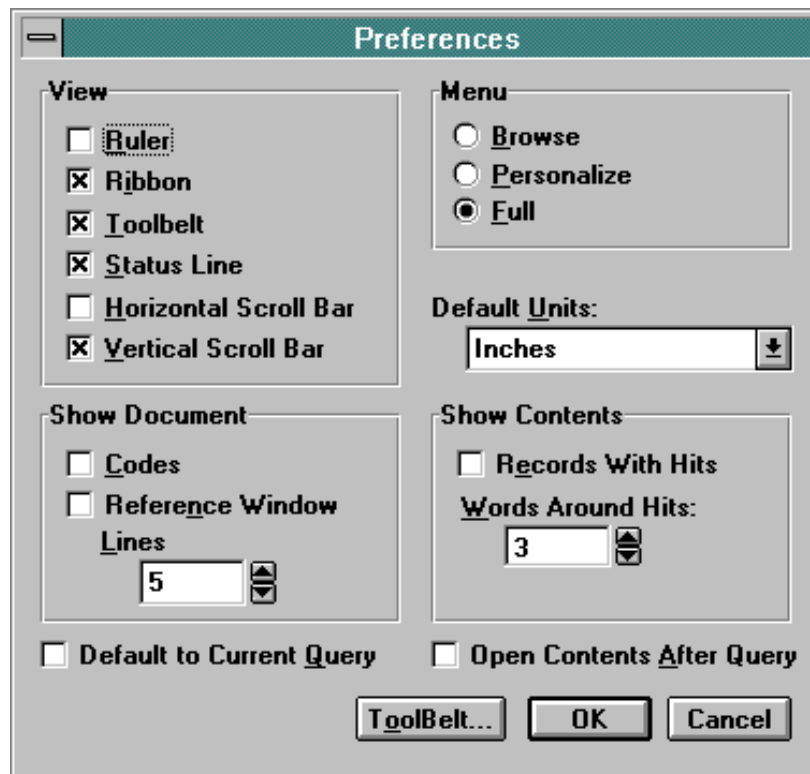 Preferences
View
Ruler
Ribbon
Toolbelt
Status Line
Horizontal Scroll Bar
Vertical Scroll Bar
Menu
Browse
Personalize
Full
Default Units:
Inches
Show Document
Codes
Reference Window
Lines
5
Show Contents
Records With Hits
Words Around Hits:
3
Default to Current Query
Open Contents After Query
ToolBelt...
OK
Cancel